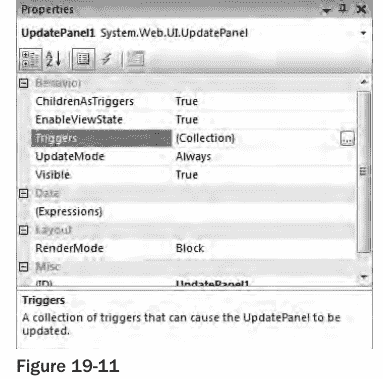 Properties
UpdatePanel1 System.Web.UI.UpdatePanel
Behavior
ChildrenAsTriggers True
EnableViewState True
Triggers (Collection) ...
UpdateMode Always
Visible True
Data
(Expressions)
Layout
RenderMode Block
Misc
(ID) UpdatePanel1
Triggers
A collection of triggers that can cause the UpdatePanel to be
updated.
Figure 19-11